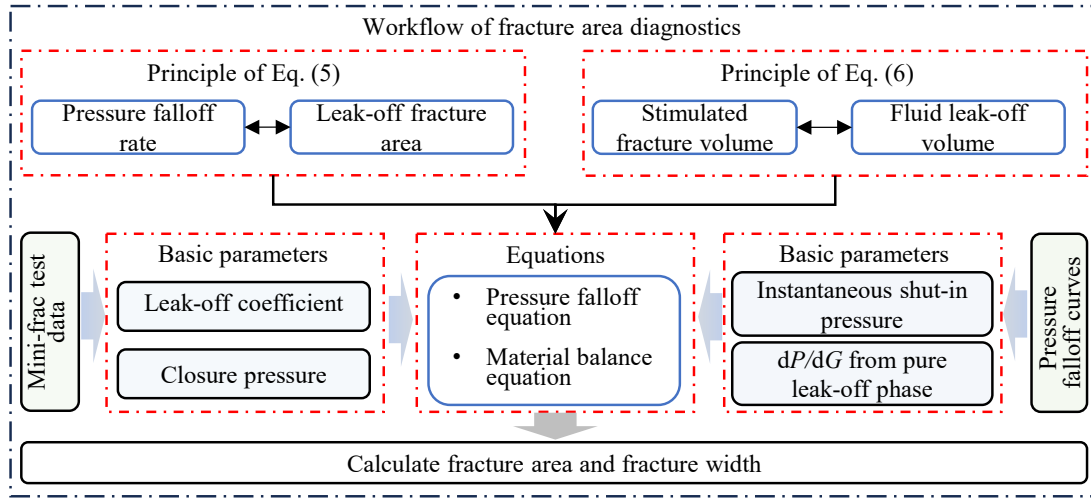 Workflow of fracture area diagnostics
Principle of Eq. (5)
Pressure falloff
rate
Leak-off fracture
area
Principle of Eq. (6)
Stimulated
fracture volume
Fluid leak-off
volume
Mini-frac test
data
Basic parameters
Leak-off coefficient
Closure pressure
Equations
• Pressure falloff
equation
• Material balance
equation
Basic parameters
Instantaneous shut-in
pressure
dP/dG from pure
leak-off phase
Pressure
falloff curves
Calculate fracture area and fracture width